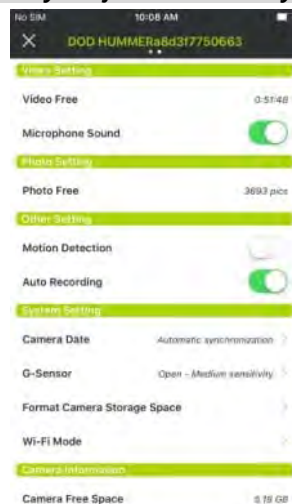 No SIM 10:08 AM
DOD HUMMERa8d3f7750663
Video Setting
Video Free 0:51:48
Microphone Sound
Photo Setting
Photo Free 3693 pics
Other Setting
Motion Detection
Auto Recording
System Setting
Camera Date Automatic synchronization
G-Sensor Open - Medium sensitivity
Format Camera Storage Space
Wi-Fi Mode
Camera Information
Camera Free Space 5.19 GB